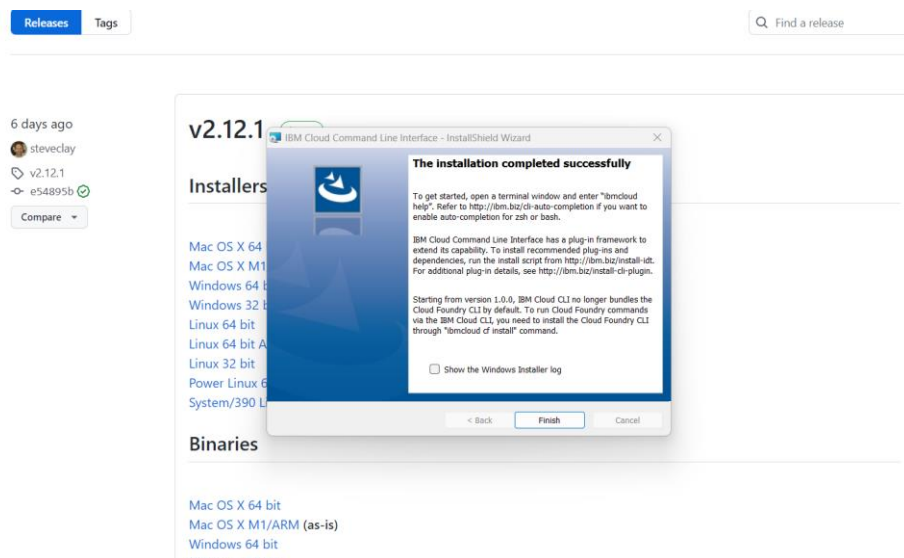 Releases Tags
Find a release
6 days ago
steveclay
v2.12.1
e54895b
Compare
v2.12.1
IBM Cloud Command Line Interface - InstallShield Wizard
The installation completed successfully
To get started, open a terminal window and enter "ibmcloud
help". Refer to http://ibm.biz/cli-auto-completion if you want to
enable auto-completion for zsh or bash.
IBM Cloud Command Line Interface has a plug-in framework to
extend its capability. To install recommended plug-ins and
dependencies, run the install script from http://ibm.biz/install-idt.
For additional plug-in details, see http://ibm.biz/install-cli-plugin.
Starting from version 1.0.0, IBM Cloud CLI no longer bundles the
Cloud Foundry CLI by default. To run Cloud Foundry commands
via the IBM Cloud CLI, you need to install the Cloud Foundry CLI
through "ibmcloud cf install" command.
Show the Windows Installer log
< Back Finish Cancel
Installers
Mac OS X 64
Mac OS X M1
Windows 64
Windows 32
Linux 64 bit
Linux 64 bit A
Linux 32 bit
Power Linux 6
System/390 L
Binaries
Mac OS X 64 bit
Mac OS X M1/ARM (as-is)
Windows 64 bit